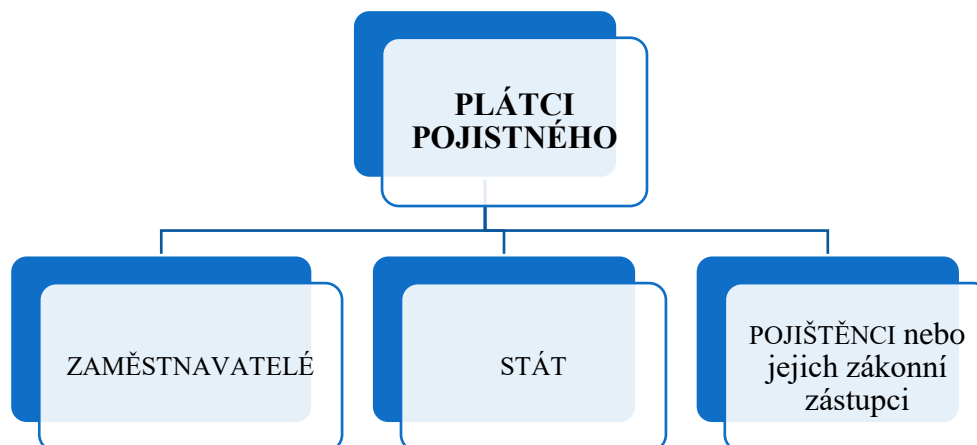 PLÁTCI
POJISTNÉHO
ZAMĚSTNAVATELÉ
STÁT
POJIŠTĚNCI nebo
jejich zákonní
zástupci